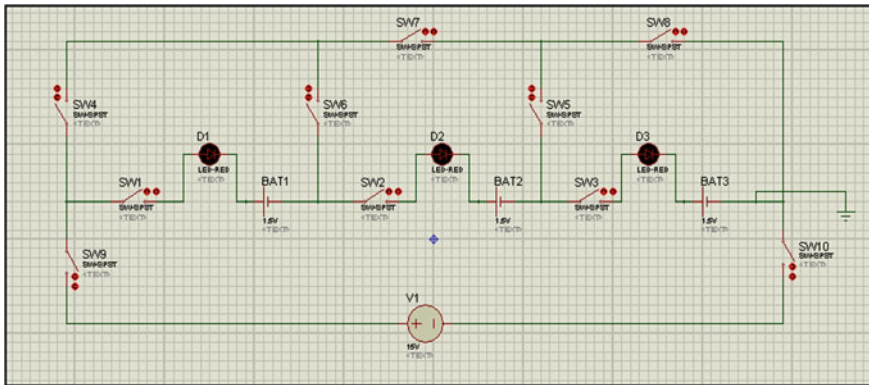 SW7
SW-SPST
<TEXT>
SW8
SW-SPST
<TEXT>
SW4
SW-SPST
<TEXT>
SW6
SW-SPST
<TEXT>
SW5
SW-SPST
<TEXT>
D1
LED-RED
<TEXT>
D2
LED-RED
<TEXT>
D3
LED-RED
<TEXT>
SW1
SW-SPST
<TEXT>
BAT1
1.5V
<TEXT>
SW2
SW-SPST
<TEXT>
BAT2
1.5V
<TEXT>
SW3
SW-SPST
<TEXT>
BAT3
1.5V
<TEXT>
SW9
SW-SPST
<TEXT>
SW10
SW-SPST
<TEXT>
V1
15V
<TEXT>